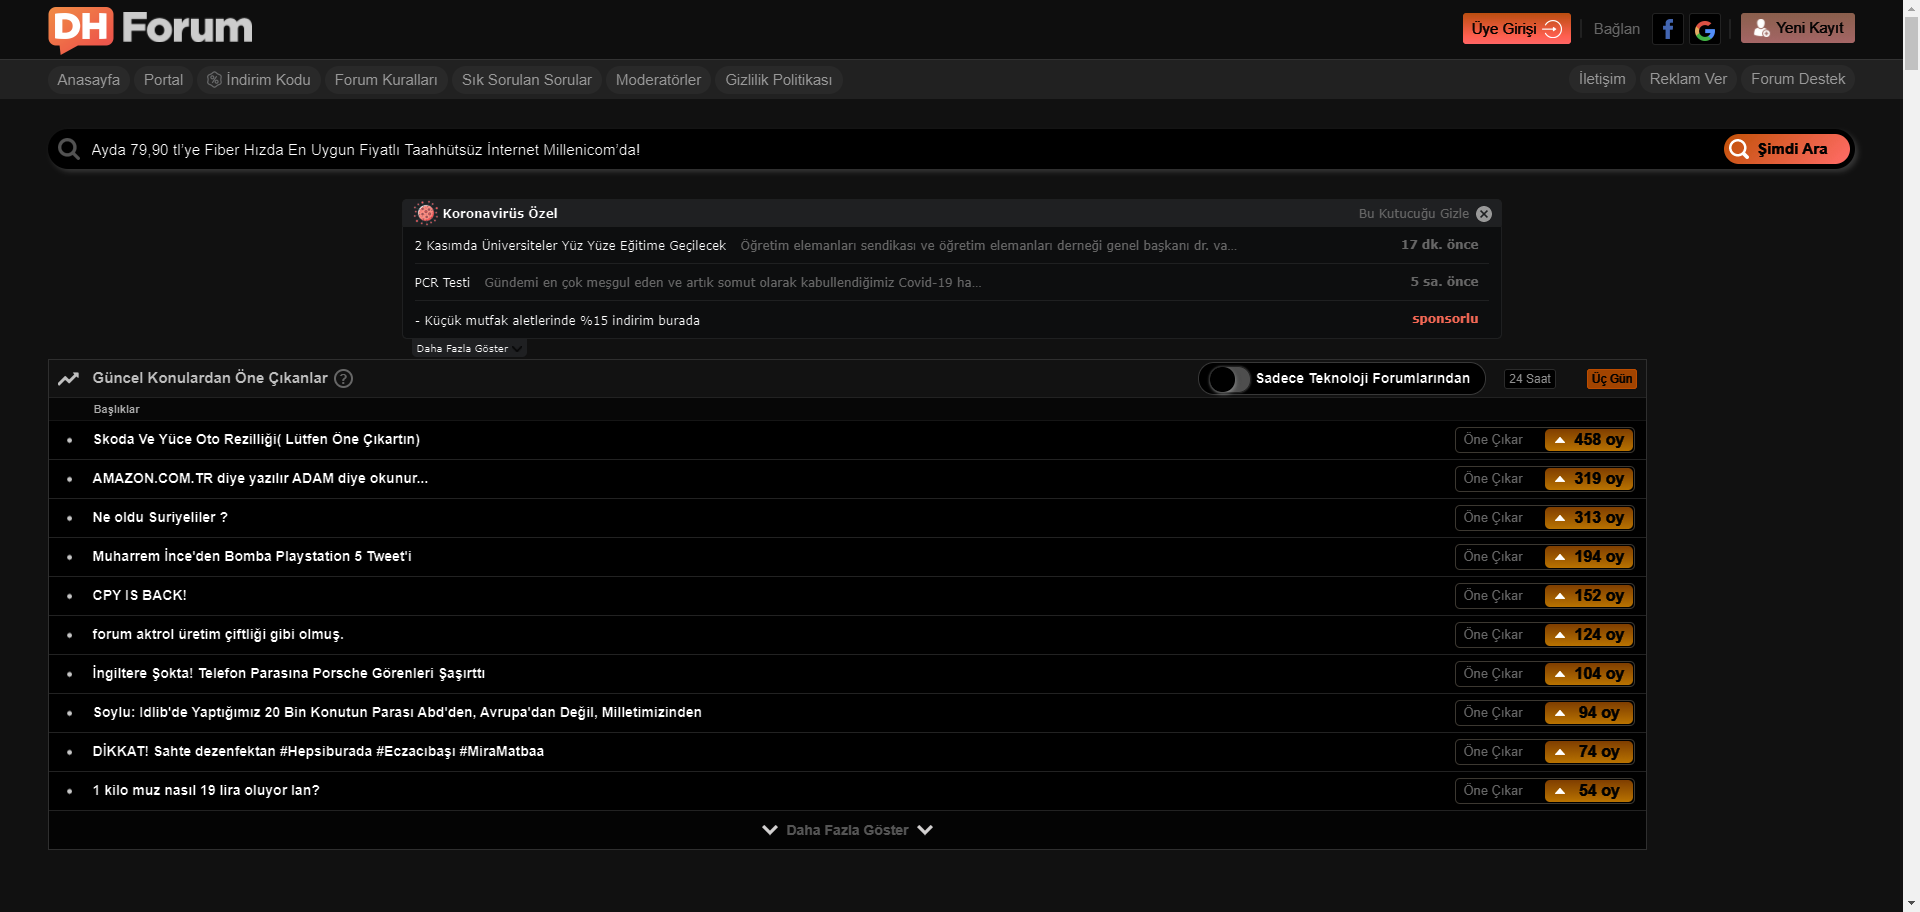 DH Forum
Üye Girişi
Bağlan
Yeni Kayıt
Anasayfa
Portal
İndirim Kodu
Forum Kuralları
Sık Sorulan Sorular
Moderatörler
Gizlilik Politikası
İletişim
Reklam Ver
Forum Destek
Ayda 79,90 tl'ye Fiber Hızda En Uygun Fiyatlı Taahhütsüz İnternet Millenicom'da!
Şimdi Ara
Koronavirüs Özel
Bu Kutucuğu Gizle
2 Kasımda Üniversiteler Yüz Yüze Eğitime Geçilecek Öğretim elemanları sendikası ve öğretim elemanları derneği genel başkanı dr. va... 17 dk. önce
PCR Testi Gündemi en çok meşgul eden ve artık somut olarak kabullendiğimiz Covid-19 ha... 5 sa. önce
- Küçük mutfak aletlerinde %15 indirim burada sponsorlu
Daha Fazla Göster
Güncel Konulardan Öne Çıkanlar ?
Sadece Teknoloji Forumlarından
24 Saat
Üç Gün
Başlıklar
Skoda Ve Yüce Oto Rezilliği( Lütfen Öne Çıkartın) Öne Çıkar 458 oy
AMAZON.COM.TR diye yazılır ADAM diye okunur... Öne Çıkar 319 oy
Ne oldu Suriyeliler ? Öne Çıkar 313 oy
Muharrem İnce'den Bomba Playstation 5 Tweet'i Öne Çıkar 194 oy
CPY IS BACK! Öne Çıkar 152 oy
forum aktrol üretim çiftliği gibi olmuş. Öne Çıkar 124 oy
İngiltere Şokta! Telefon Parasına Porsche Görenleri Şaşırttı Öne Çıkar 104 oy
Soylu: Idlib'de Yaptığımız 20 Bin Konutun Parası Abd'den, Avrupa'dan Değil, Milletimizinden Öne Çıkar 94 oy
DİKKAT! Sahte dezenfektan #Hepsiburada #Eczacıbaşı #MiraMatbaa Öne Çıkar 74 oy
1 kilo muz nasıl 19 lira oluyor lan? Öne Çıkar 54 oy
Daha Fazla Göster